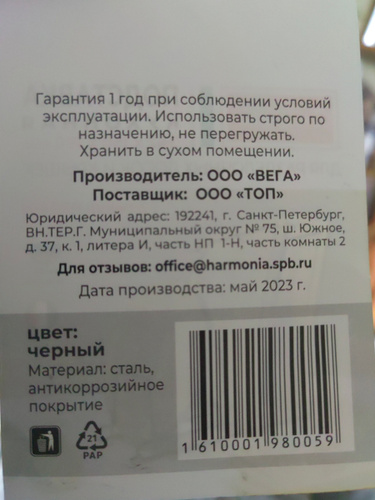 Гарантия 1 год при соблюдении условий
эксплуатации. Использовать строго по
назначению, не перегружать.
Хранить в сухом помещении.
Производитель: ООО «ВЕГА»
Поставщик: ООО «ТОП»
Юридический адрес: 192241, г. Санкт-Петербург,
ВН.ТЕР.Г. Муниципальный округ № 75, ш. Южное,
д. 37, к. 1, литера И, часть НП 1-Н, часть комнаты 2
Для отзывов: office@harmonia.spb.ru
Дата производства: май 2023 г.
цвет:
черный
Материал: сталь,
антикоррозийное
покрытие
21
PAP
1610001980059